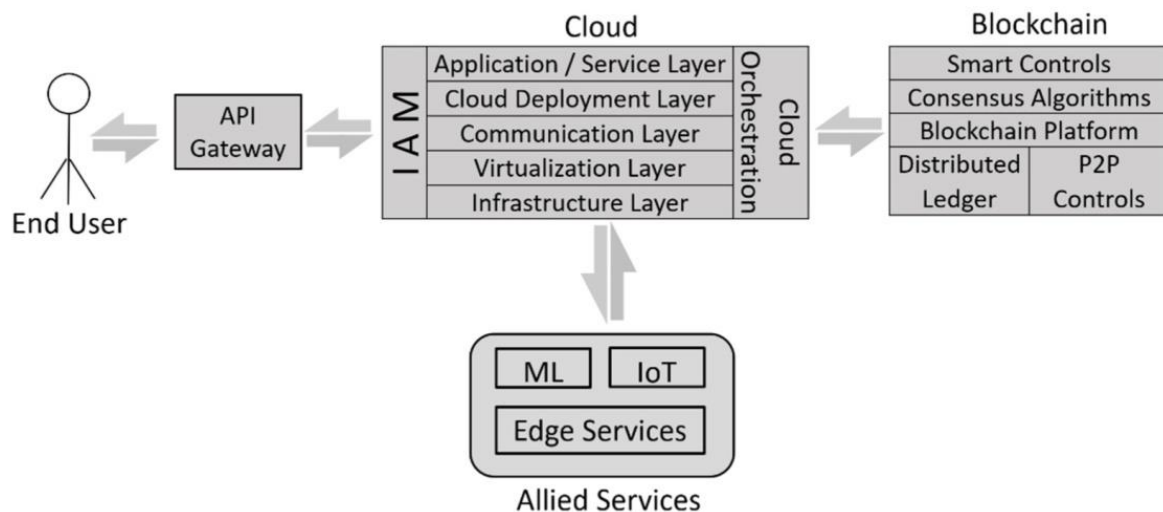 End User
API
Gateway
Cloud
I A M
Application / Service Layer
Cloud Deployment Layer
Communication Layer
Virtualization Layer
Infrastructure Layer
Cloud
Orchestration
Blockchain
Smart Controls
Consensus Algorithms
Blockchain Platform
Distributed
Ledger
P2P
Controls
ML
IoT
Edge Services
Allied Services